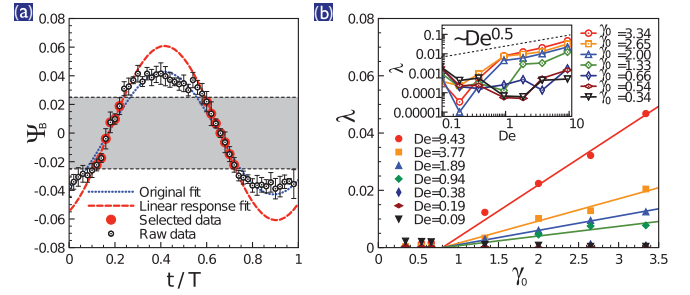 (a)
0.08
0.06
0.04
0.02
0
-0.02
-0.04
-0.06
-0.08
Ψ_B
Original fit
Linear response fit
Selected data
Raw data
0 0.2 0.4 0.6 0.8 1
t / T
(b)
0.08
0.06
0.04
0.02
0
λ
~De^0.5
0.1
0.01
0.001
0.0001
0.00001
λ
0.1 1 10
De
γ₀=3.34
γ₀=2.65
γ₀=2.00
γ₀=1.33
γ₀=0.66
γ₀=0.54
γ₀=0.34
De=9.43
De=3.77
De=1.89
De=0.94
De=0.38
De=0.19
De=0.09
0 0.5 1 1.5 2 2.5 3 3.5
γ₀